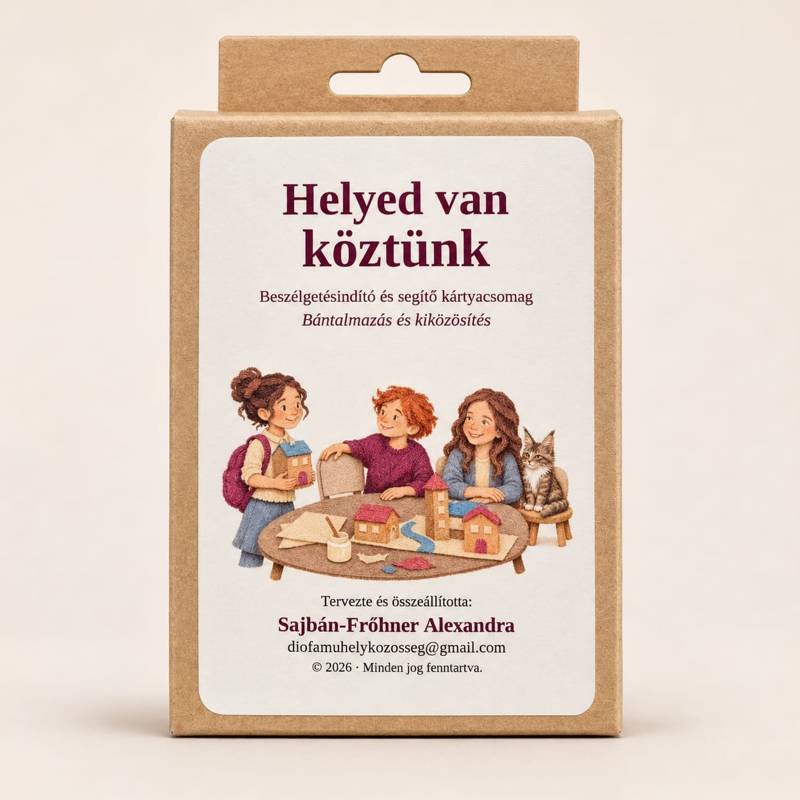 Helyed van
köztünk
Beszélgetésindító és segítő kártyacsomag
Bántalmazás és kiközösítés
Tervezte és összeállította:
Sajbán-Frőhner Alexandra
diofamuhelykozosseg@gmail.com
© 2026 · Minden jog fenntartva.